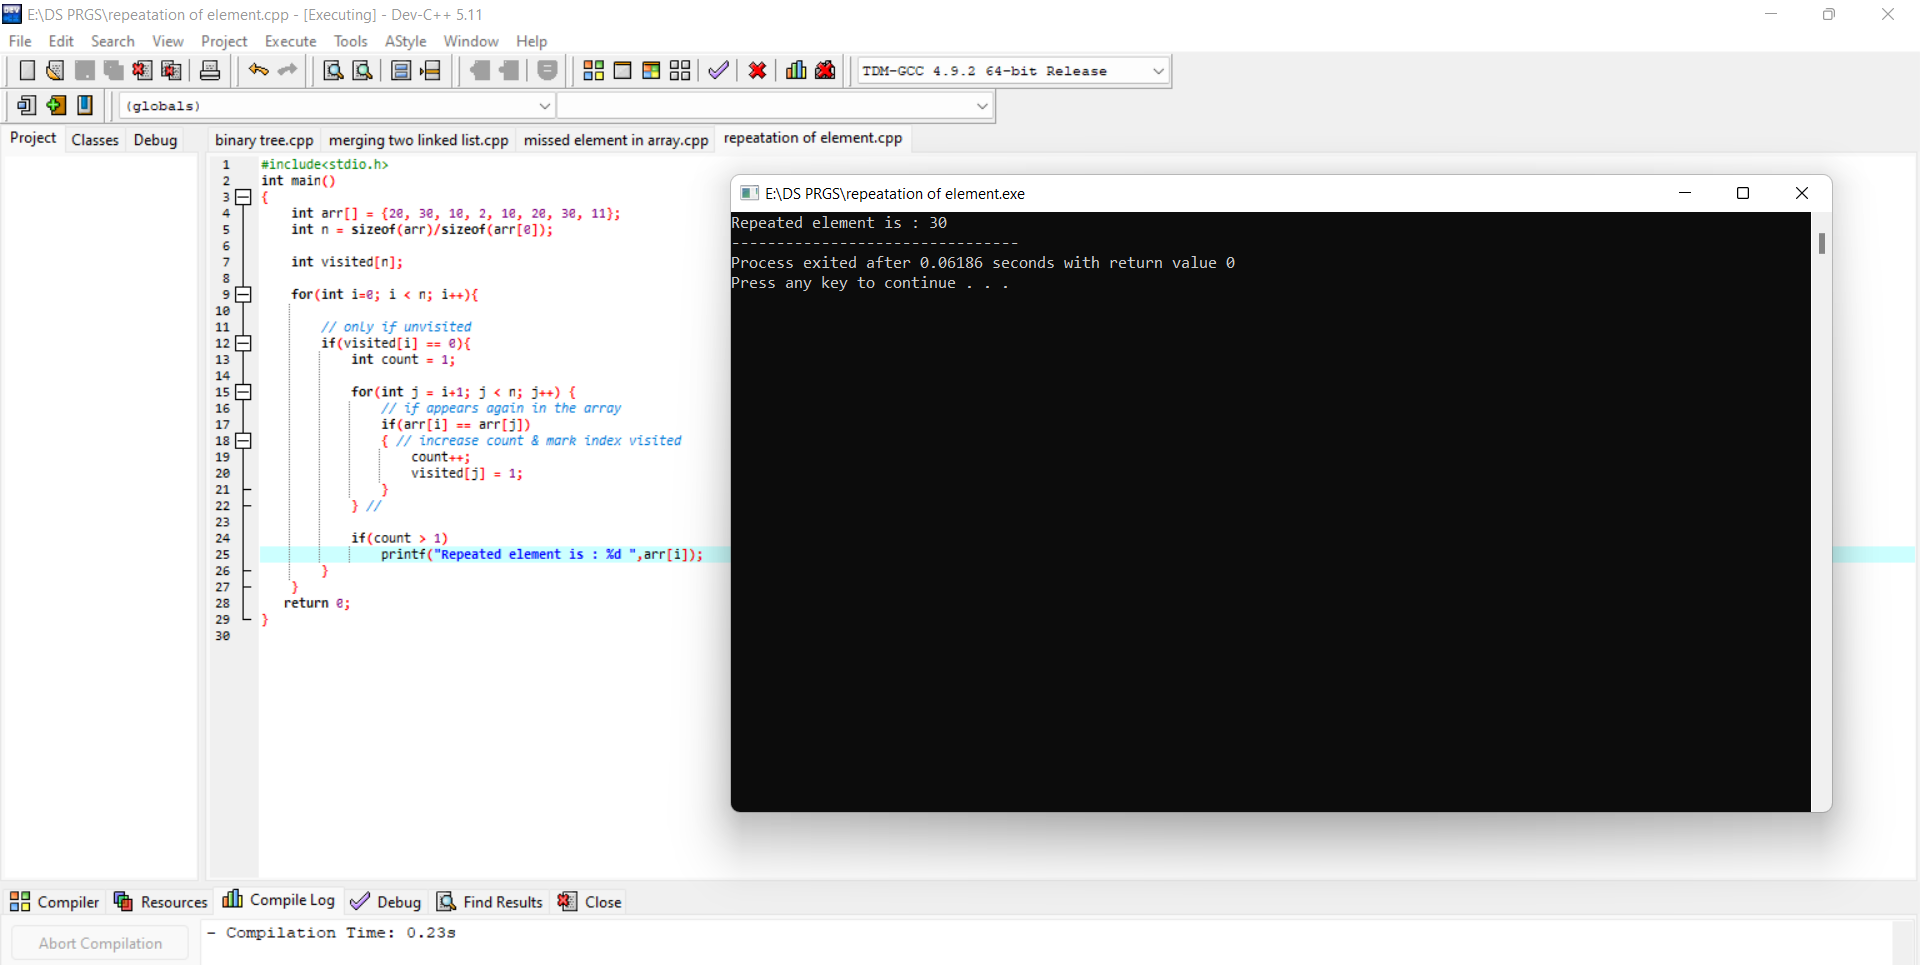 E:\DS PRGS\repeatation of element.cpp - [Executing] - Dev-C++ 5.11
File Edit Search View Project Execute Tools AStyle Window Help
TDM-GCC 4.9.2 64-bit Release
(globals)
Project Classes Debug
binary tree.cpp merging two linked list.cpp missed element in array.cpp repeatation of element.cpp
1 #include<stdio.h>
2 int main()
3 {
4 int arr[] = {20, 30, 10, 2, 10, 20, 30, 11};
5 int n = sizeof(arr)/sizeof(arr[0]);
6
7 int visited[n];
8
9 for(int i=0; i < n; i++){
10
11 // only if unvisited
12 if(visited[i] == 0){
13 int count = 1;
14
15 for(int j = i+1; j < n; j++) {
16 // if appears again in the array
17 if(arr[i] == arr[j])
18 { // increase count & mark index visited
19 count++;
20 visited[j] = 1;
21 }
22 } //
23
24 if(count > 1)
25 printf("Repeated element is : %d ",arr[i]);
26 }
27 }
28 return 0;
29 }
30
E:\DS PRGS\repeatation of element.exe
Repeated element is : 30
--------------------------------
Process exited after 0.06186 seconds with return value 0
Press any key to continue . . .
Compiler Resources Compile Log Debug Find Results Close
Abort Compilation
- Compilation Time: 0.23s